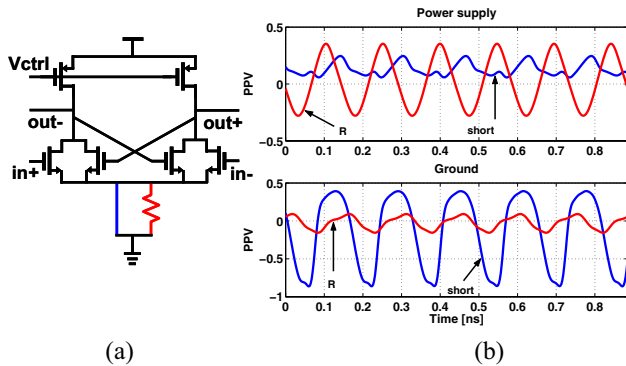 Vctrl
out-
out+
in+
in-
(a)
Power supply
PPV
0.5
0
−0.5
R
short
0
0.1
0.2
0.3
0.4
0.5
0.6
0.7
0.8
Ground
PPV
0.5
0
−0.5
−1
R
short
0
0.1
0.2
0.3
0.4
0.5
0.6
0.7
0.8
Time [ns]
(b)